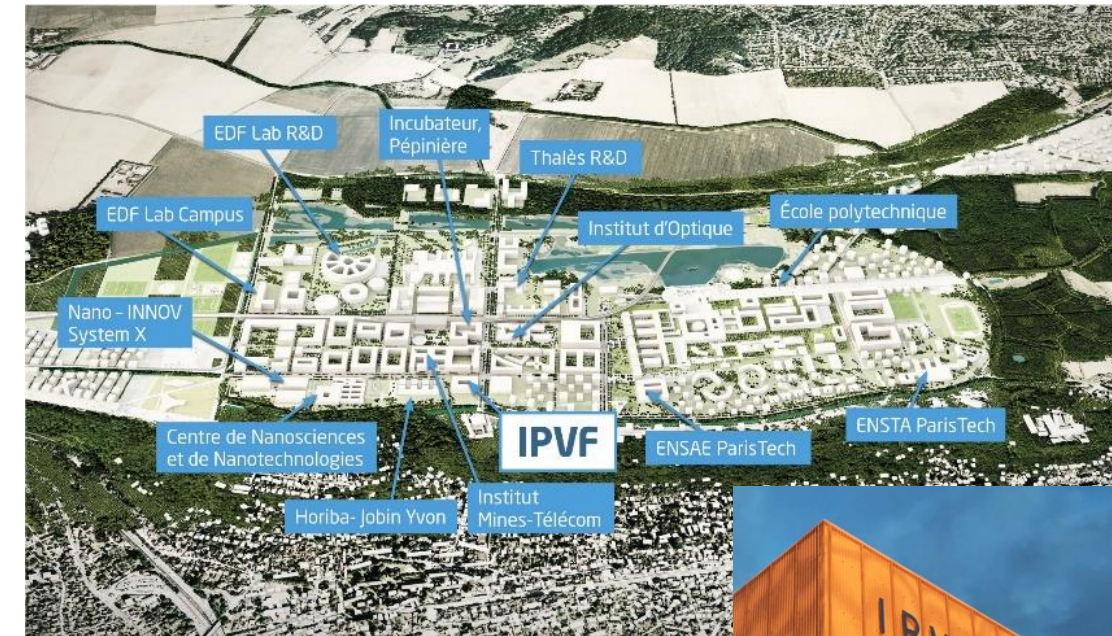 EDF Lab R&D
Incubateur,
Pépinière
Thalès R&D
EDF Lab Campus
Institut d'Optique
École polytechnique
Nano - INNOV
System X
Centre de Nanosciences
et de Nanotechnologies
IPVF
ENSAE ParisTech
ENSTA ParisTech
Horiba- Jobin Yvon
Institut
Mines-Télécom